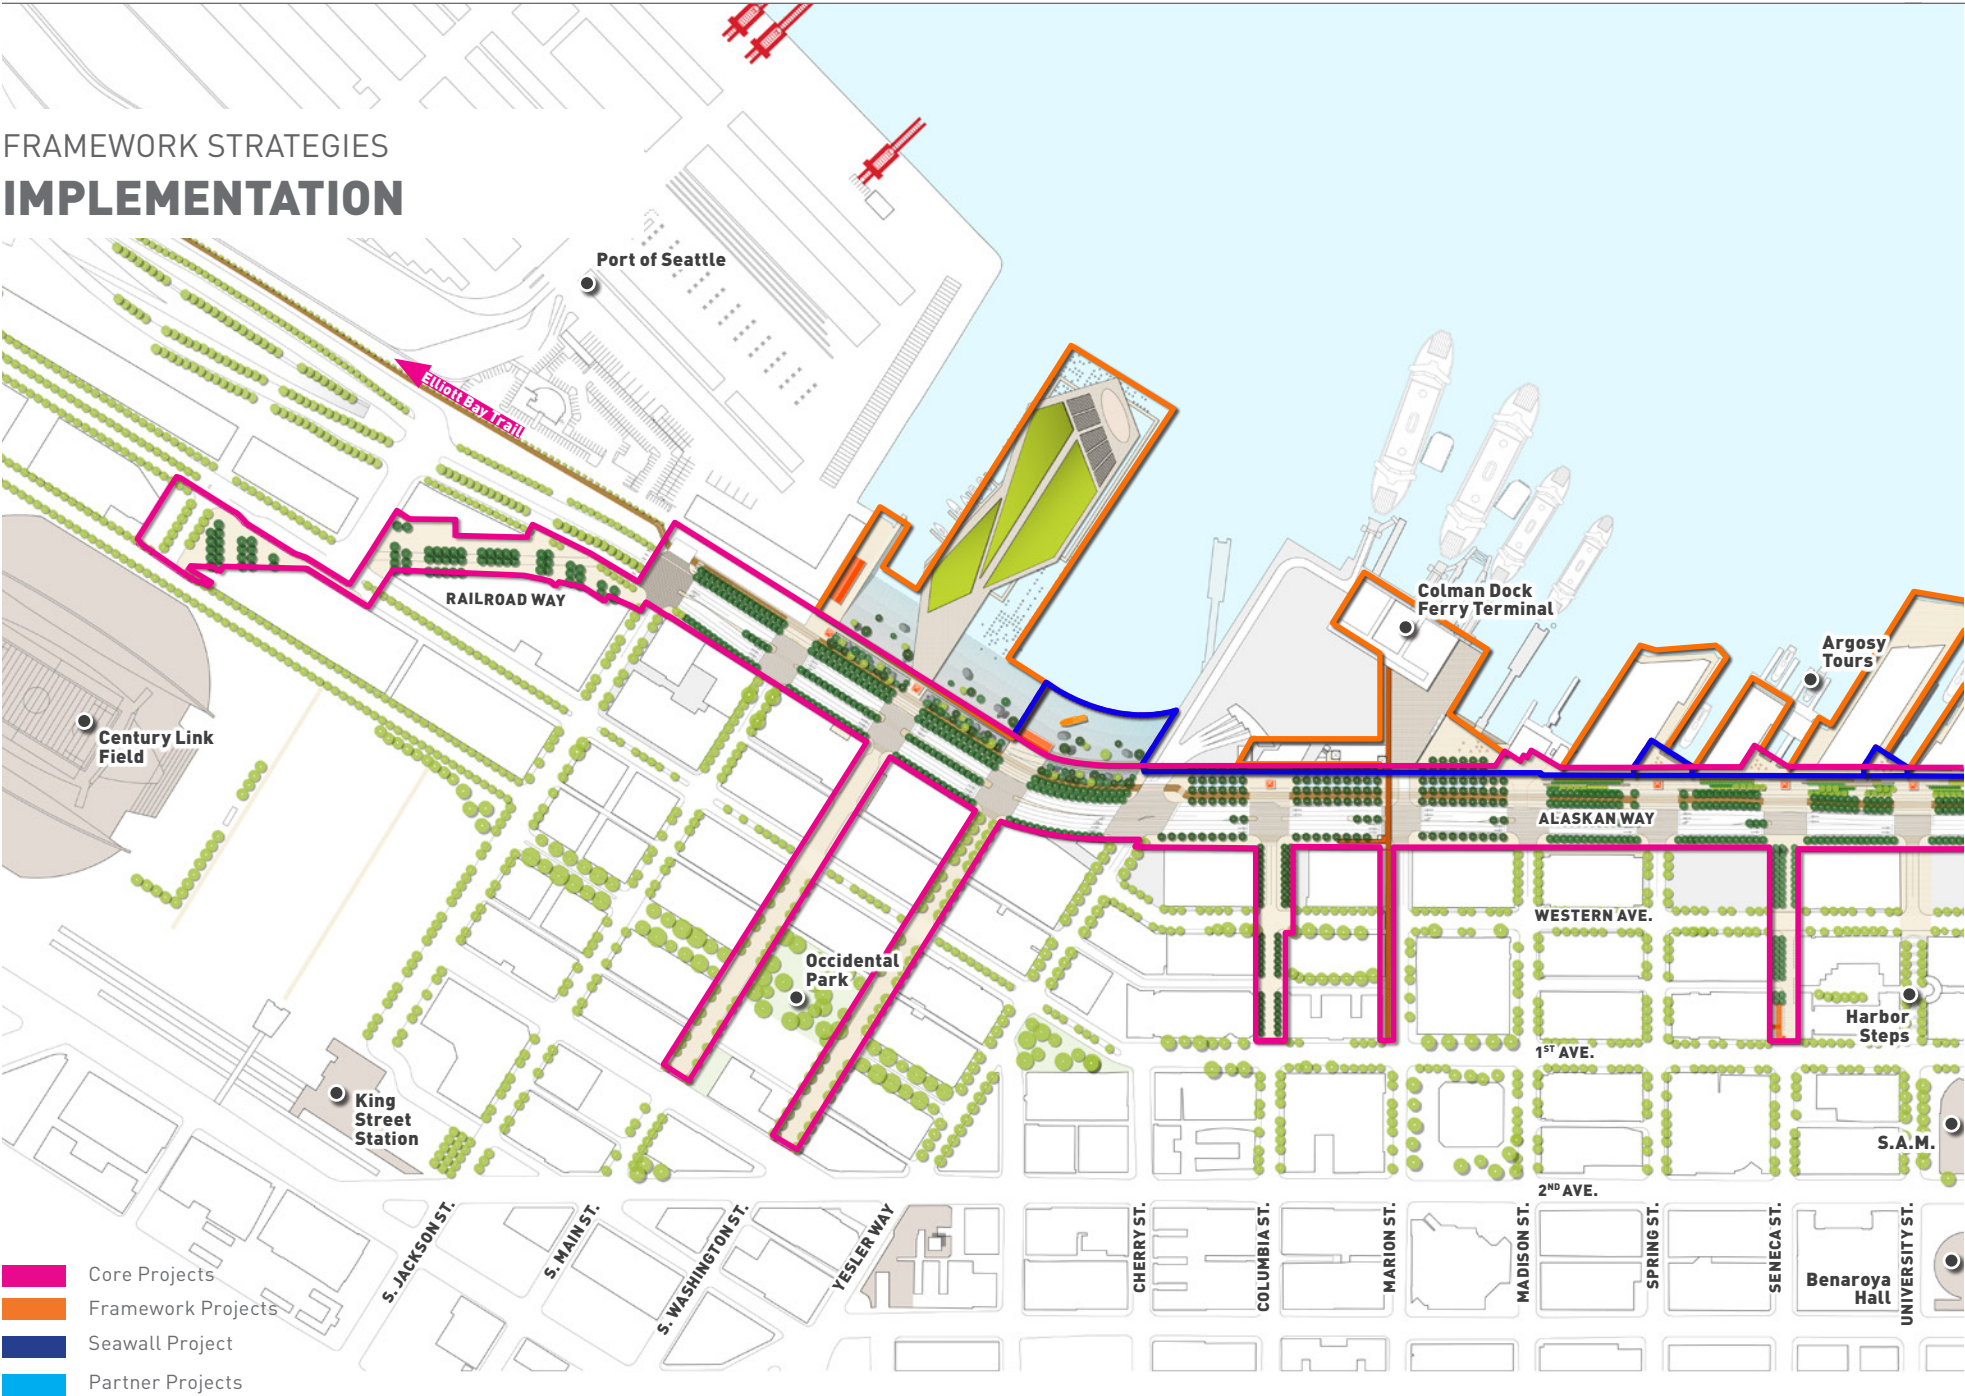 FRAMEWORK STRATEGIES
IMPLEMENTATION
Port of Seattle
Elliott Bay Trail
RAILROAD WAY
Century Link
Field
Colman Dock
Ferry Terminal
Argosy
Tours
ALASKAN WAY
WESTERN AVE.
Occidental
Park
Harbor
Steps
1ST AVE.
King
Street
Station
S.A.M.
2ND AVE.
S. JACKSON ST.
S. MAIN ST.
S. WASHINGTON ST.
YESLER WAY
CHERRY ST.
COLUMBIA ST.
MARION ST.
MADISON ST.
SPRING ST.
SENECA ST.
Benaroya
Hall
UNIVERSITY ST.
Core Projects
Framework Projects
Seawall Project
Partner Projects